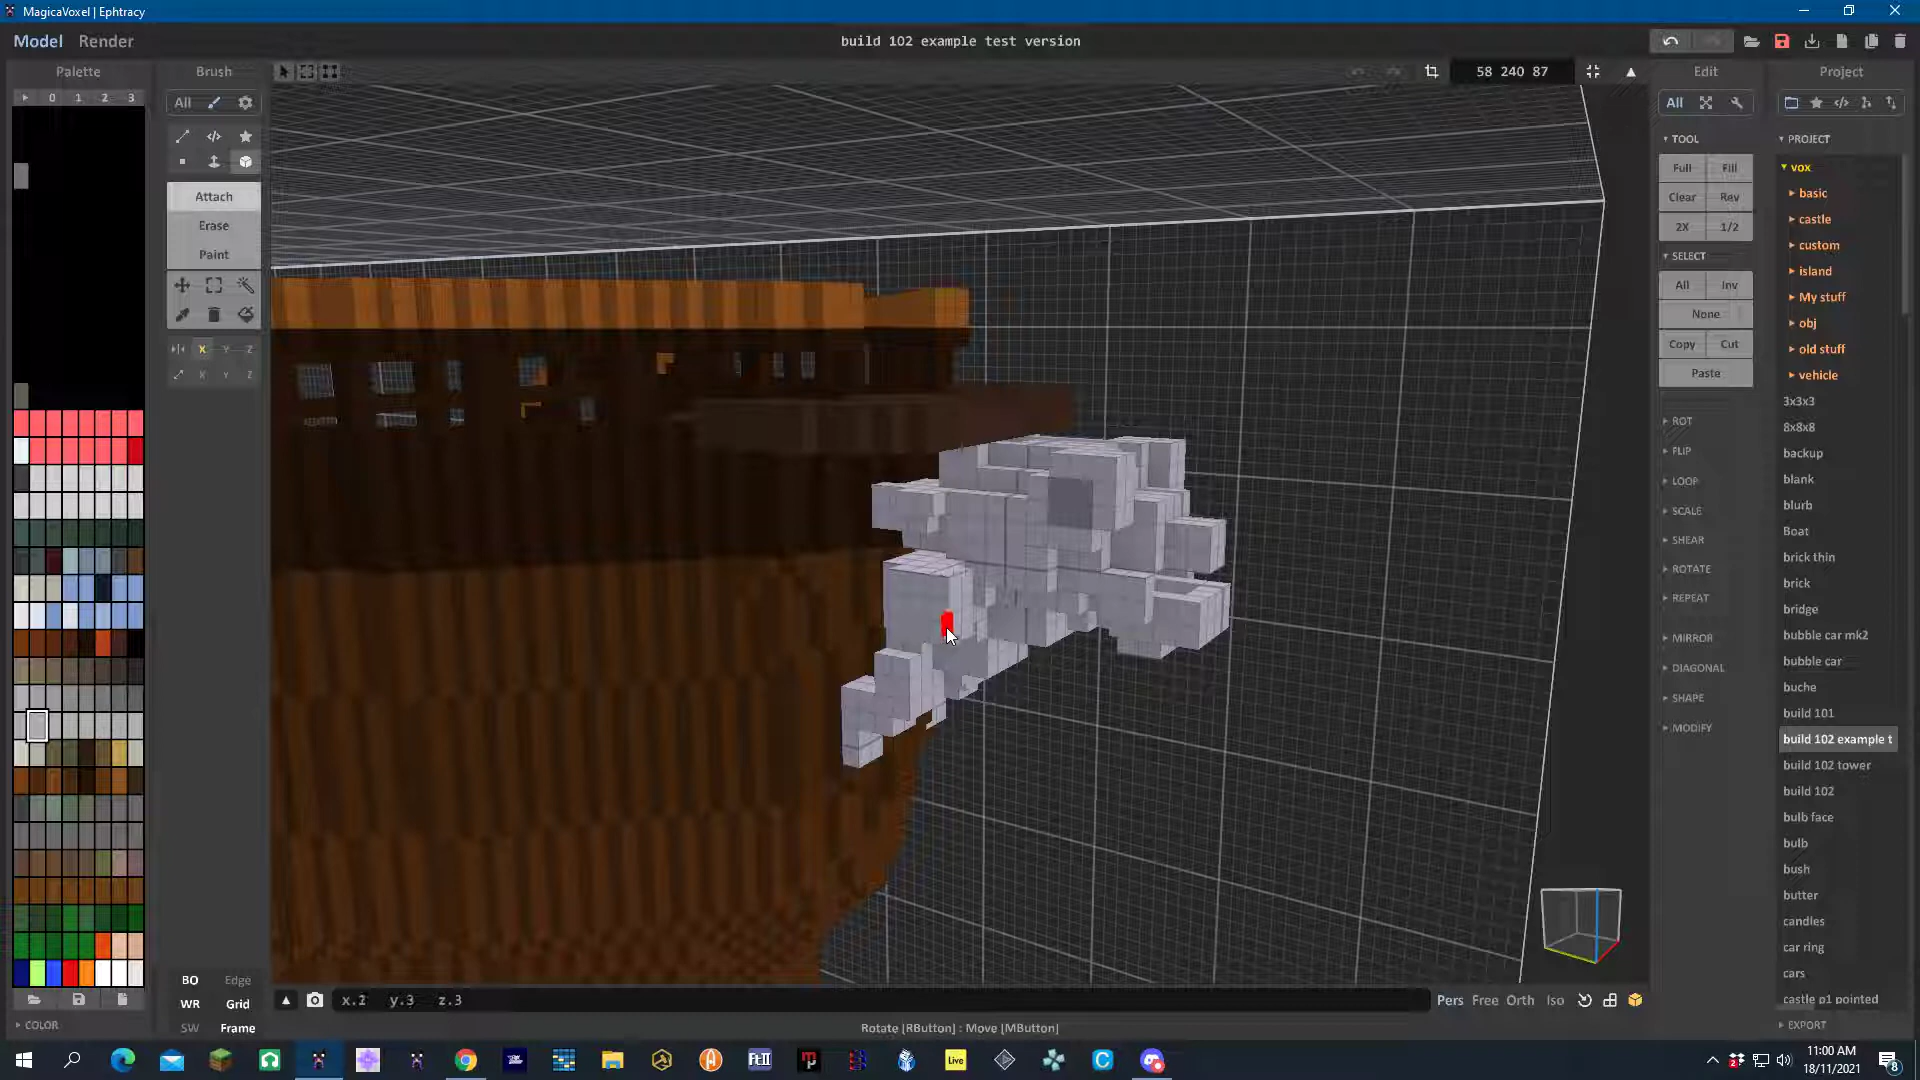 MagicaVoxel | Ephtracy
Model Render
build 102 example test version
Palette
Brush
58 240 87
Edit
Project
0 1 2 3
All
All
TOOL
PROJECT
Full Fill
vox
Attach
Clear Rev
basic
Erase
2X 1/2
castle
Paint
SELECT
custom
All Inv
island
None
My stuff
X Y Z
Copy Cut
obj
X Y Z
Paste
old stuff
vehicle
3x3x3
ROT
8x8x8
FLIP
backup
LOOP
blank
SCALE
blurb
SHEAR
Boat
ROTATE
brick thin
REPEAT
brick
MIRROR
bridge
DIAGONAL
bubble car mk2
SHAPE
bubble car
MODIFY
buche
build 101
build 102 example t
build 102 tower
build 102
bulb face
bulb
bush
butter
candles
car ring
cars
castle p1 pointed
BO Edge
WR Grid
SW Frame
x.2 y.3 z.3
Pers Free Orth Iso
COLOR
Rotate [RButton] : Move [MButton]
EXPORT
Ft-II
Live
11:00 AM
18/11/2021
8